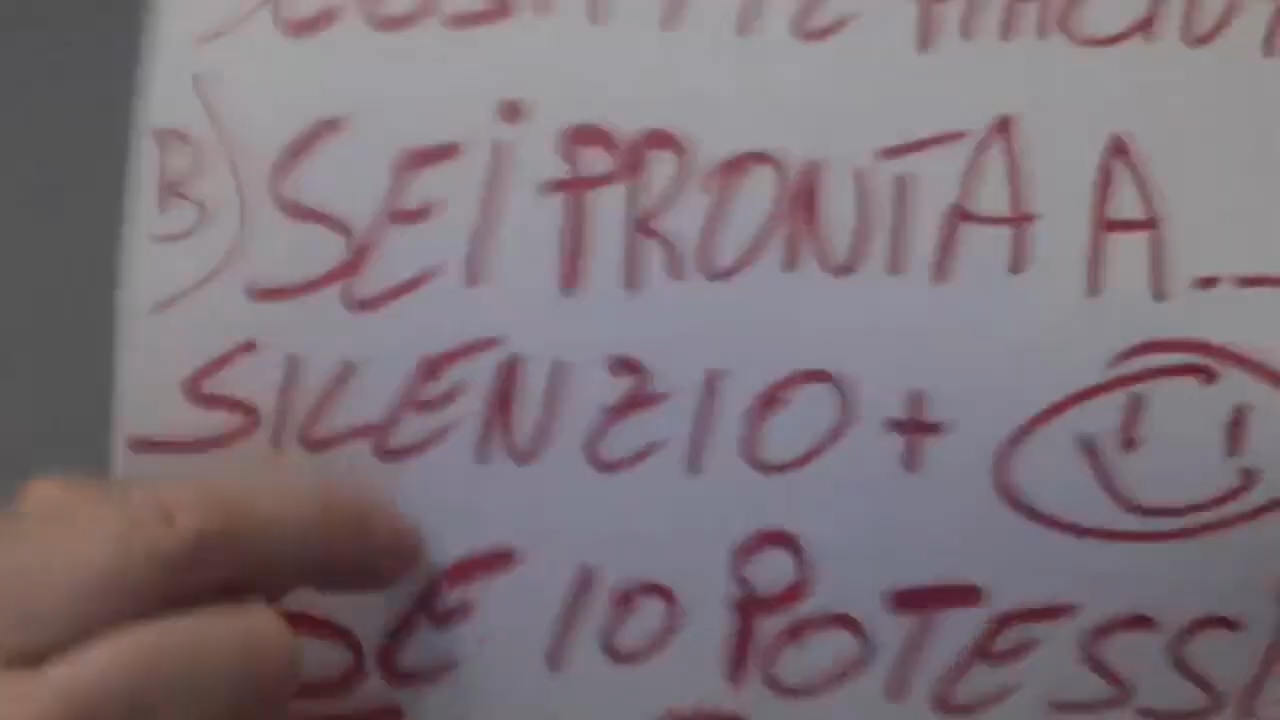 B) SEI PRONTA A ...
SILENZIO +
SE IO POTESSI